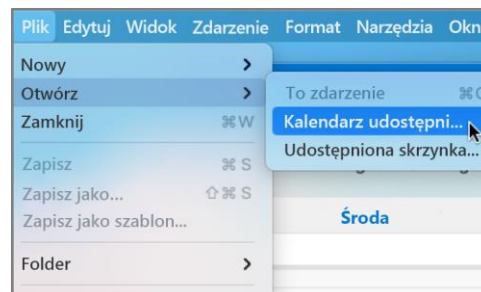 Plik Edytuj Widok Zdarzenie Format Narzędzia Okn
Nowy
Otwórz
Zamknij ⌘ W
Zapisz ⌘ S
Zapisz jako... ⇧ ⌘ S
Zapisz jako szablon...
Folder
To zdarzenie ⌘
Kalendarz udostępni...
Udostępniona skrzynka...
Środa